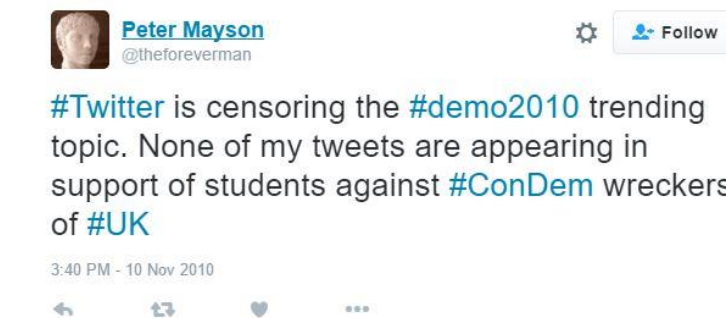 Peter Mayson
@theforeverman
Follow
#Twitter is censoring the #demo2010 trending
topic. None of my tweets are appearing in
support of students against #ConDem wreckers
of #UK
3:40 PM - 10 Nov 2010